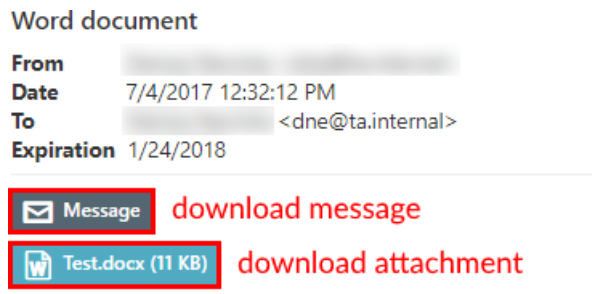 Word document
From
Date 7/4/2017 12:32:12 PM
To <dne@ta.internal>
Expiration 1/24/2018
Message download message
Test.docx (11 KB) download attachment